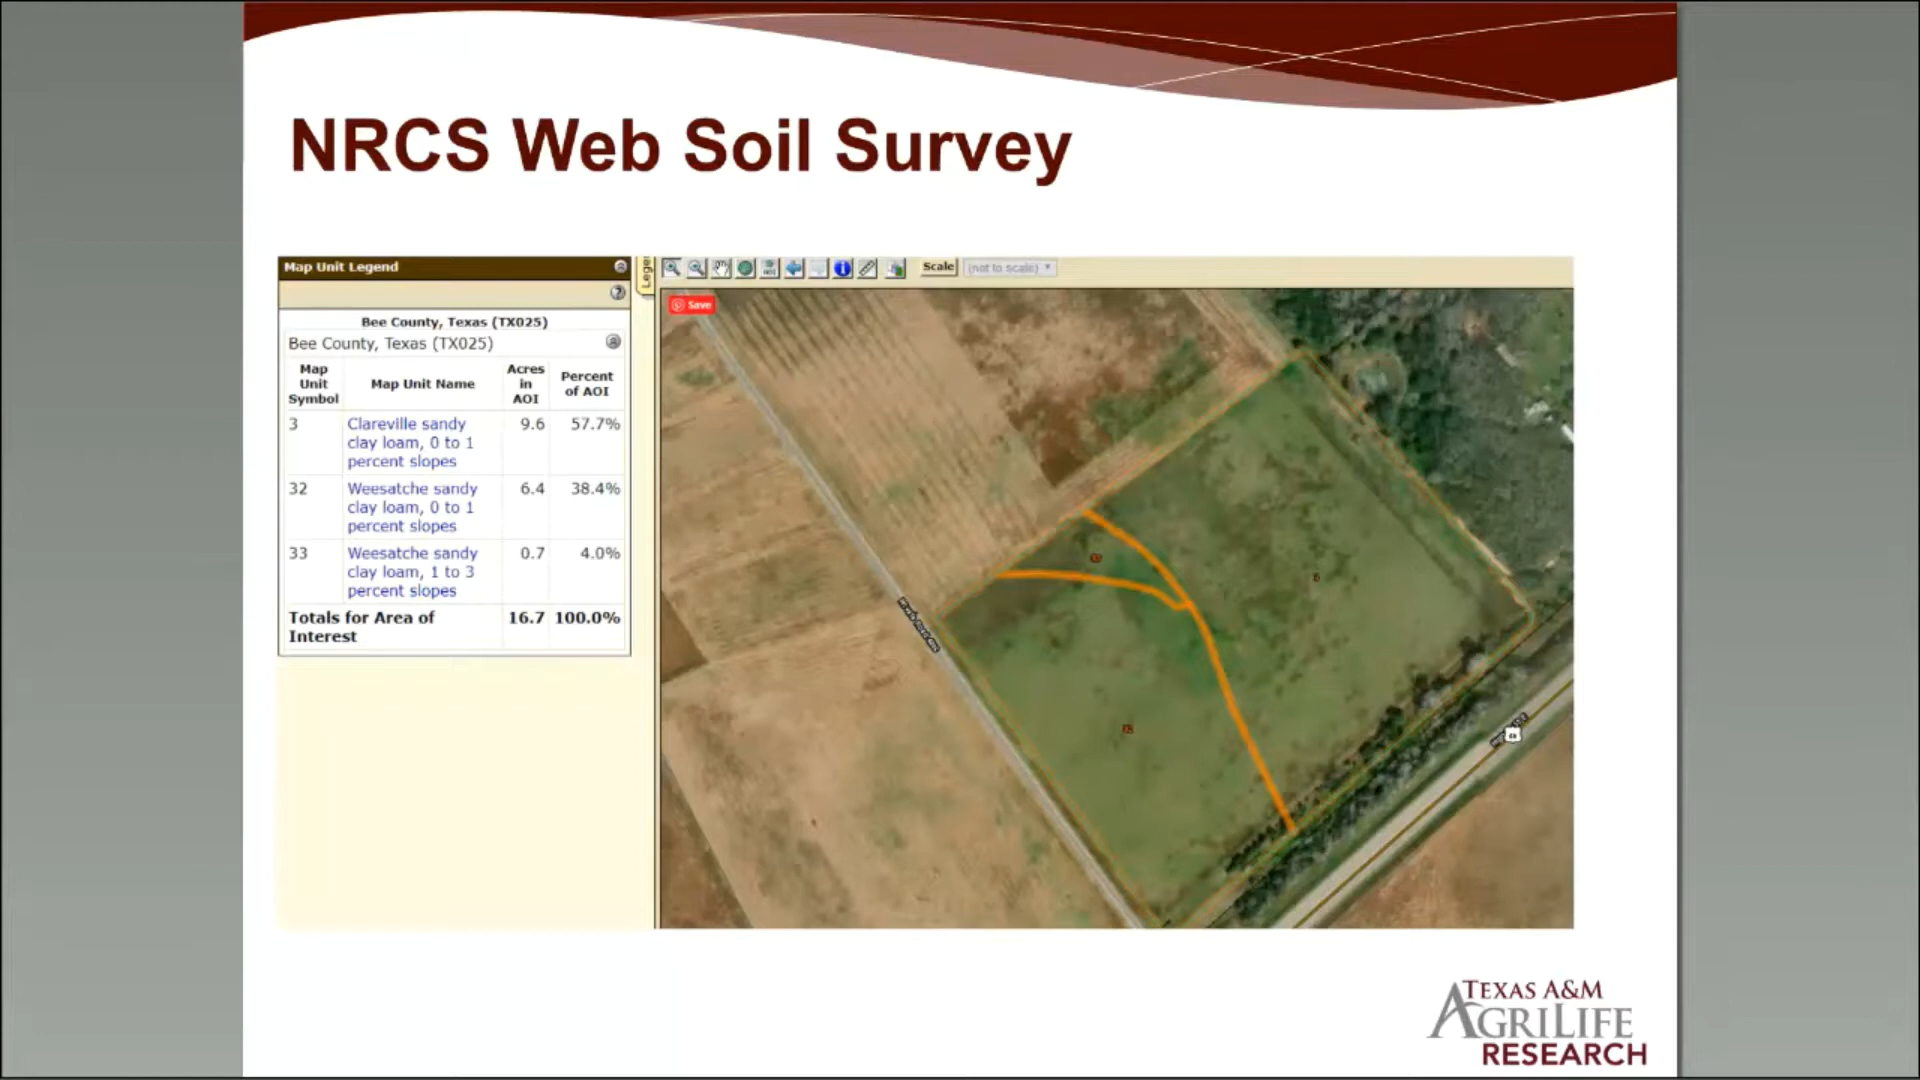 NRCS Web Soil Survey
Map Unit Legend
Scale
(not to scale)
Save
Bee County, Texas (TX025)
Bee County, Texas (TX025)
Map Unit Symbol
Map Unit Name
Acres in AOI
Percent of AOI
3
Clareville sandy
clay loam, 0 to 1
percent slopes
9.6
57.7%
32
Weesatche sandy
clay loam, 0 to 1
percent slopes
6.4
38.4%
33
Weesatche sandy
clay loam, 1 to 3
percent slopes
0.7
4.0%
Totals for Area of
Interest
16.7
100.0%
TEXAS A&M
AGRILIFE
RESEARCH